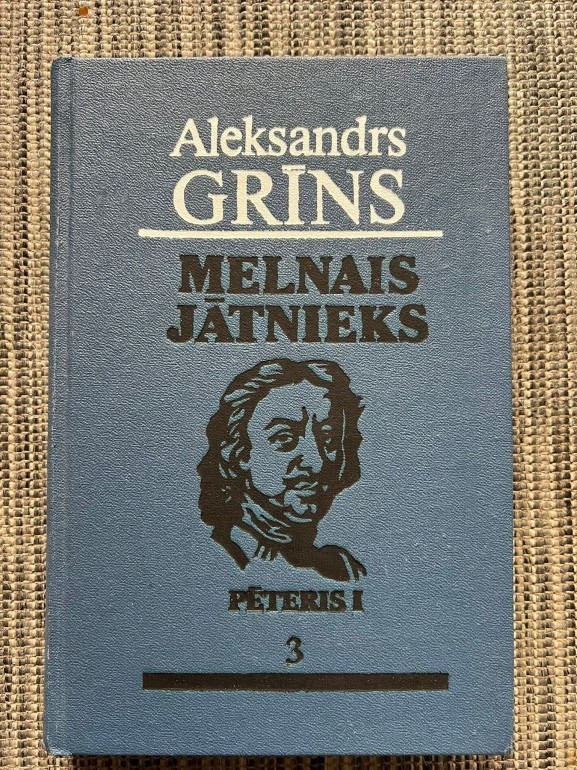 Aleksandrs
GRĪNS
MELNAIS
JĀTNIEKS
PĒTERIS I
3